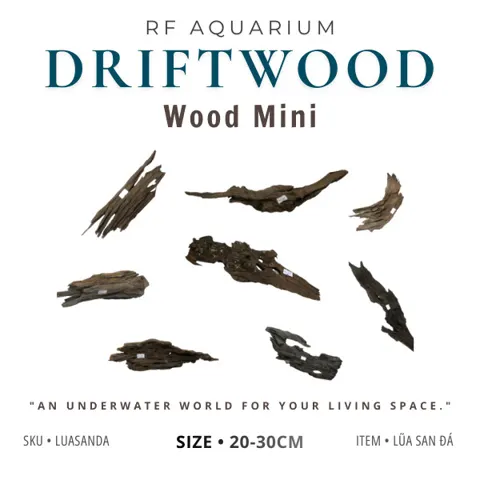 RF AQUARIUM
DRIFTWOOD
Wood Mini
"AN UNDERWATER WORLD FOR YOUR LIVING SPACE."
SKU • LUASANDA
SIZE • 20-30CM
ITEM • LŨA SAN ĐÁ